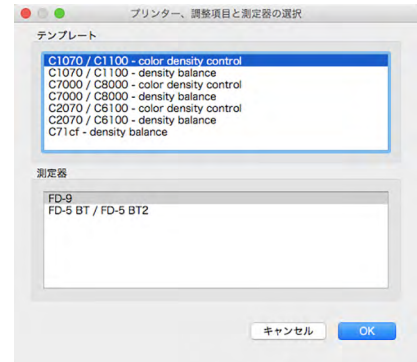 プリンター、調整項目と測定器の選択
テンプレート
C1070 / C1100 - color density control
C1070 / C1100 - density balance
C7000 / C8000 - color density control
C7000 / C8000 - density balance
C2070 / C6100 - color density control
C2070 / C6100 - density balance
C71cf - density balance
測定器
FD-9
FD-5 BT / FD-5 BT2
キャンセル
OK